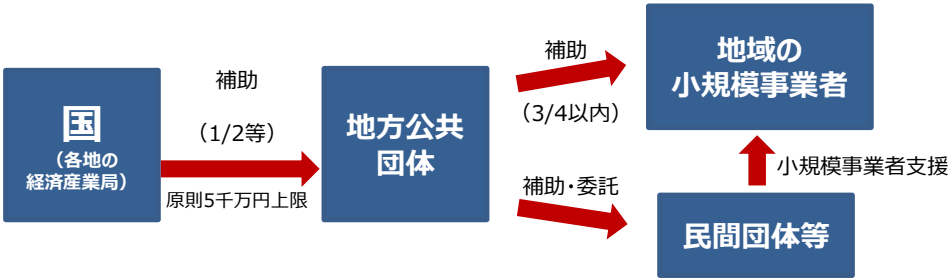 国
（各地の
経済産業局）
補助
（1/2等）
原則5千万円上限
地方公共
団体
補助
（3/4以内）
地域の
小規模事業者
補助・委託
小規模事業者支援
民間団体等